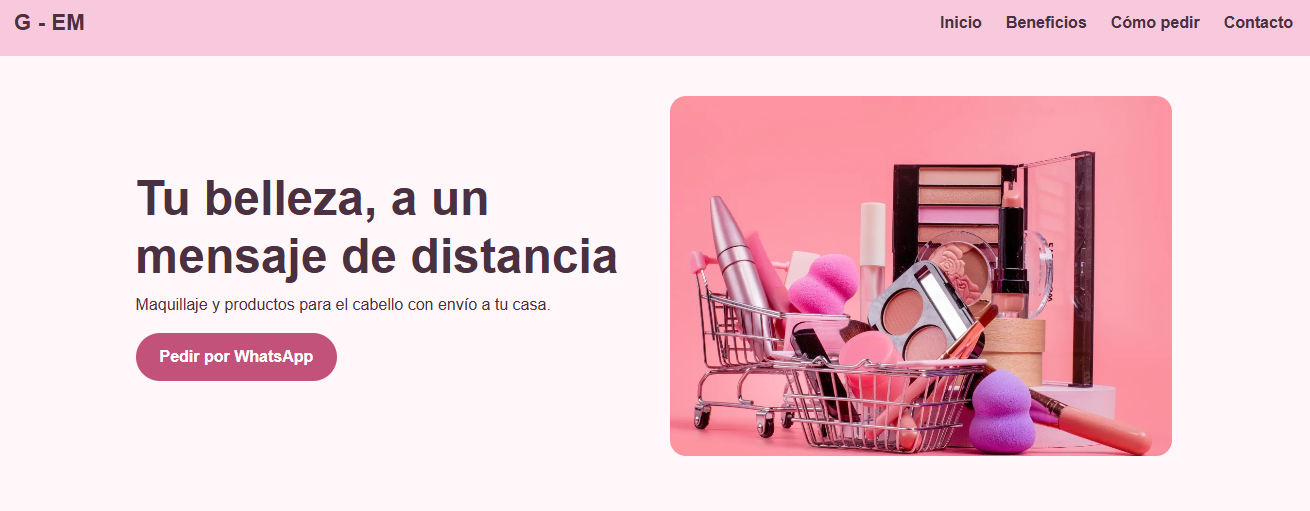 G - EM
Inicio Beneficios Cómo pedir Contacto
Tu belleza, a un
mensaje de distancia
Maquillaje y productos para el cabello con envío a tu casa.
Pedir por WhatsApp